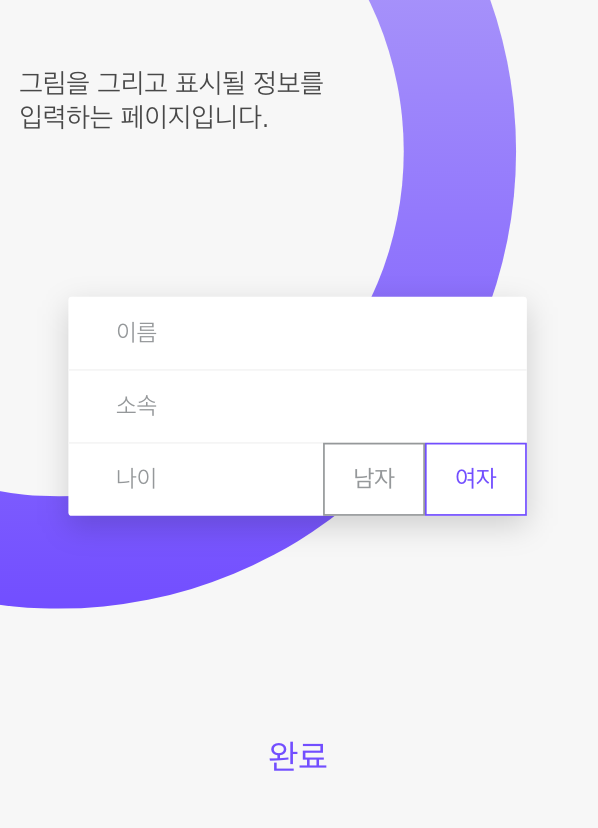 그림을 그리고 표시될 정보를
입력하는 페이지입니다.
이름
소속
나이 남자 여자
완료